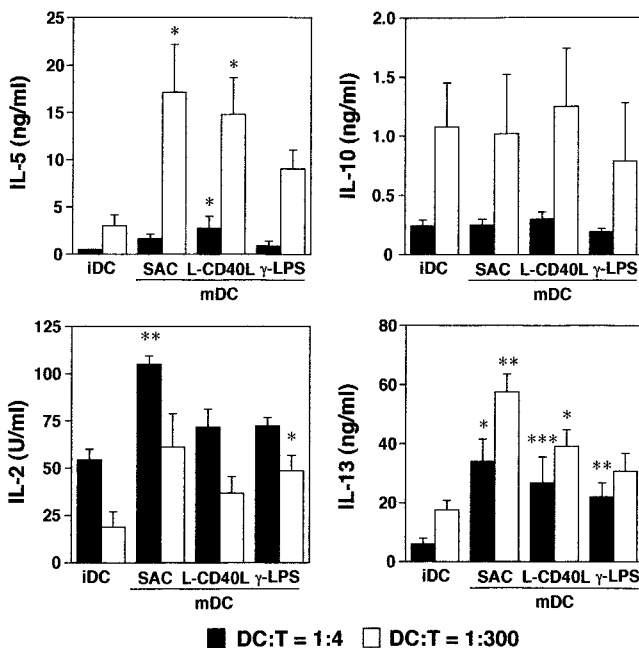 IL-5 (ng/ml)
25
20
15
10
5
0
*
*
*
iDC SAC L-CD40L γ-LPS
mDC
IL-10 (ng/ml)
2.0
1.5
1.0
0.5
0
iDC SAC L-CD40L γ-LPS
mDC
IL-2 (U/ml)
125
100
75
50
25
0
**
*
iDC SAC L-CD40L γ-LPS
mDC
IL-13 (ng/ml)
80
60
40
20
0
*
**
***
*
**
iDC SAC L-CD40L γ-LPS
mDC
DC:T = 1:4 DC:T = 1:300